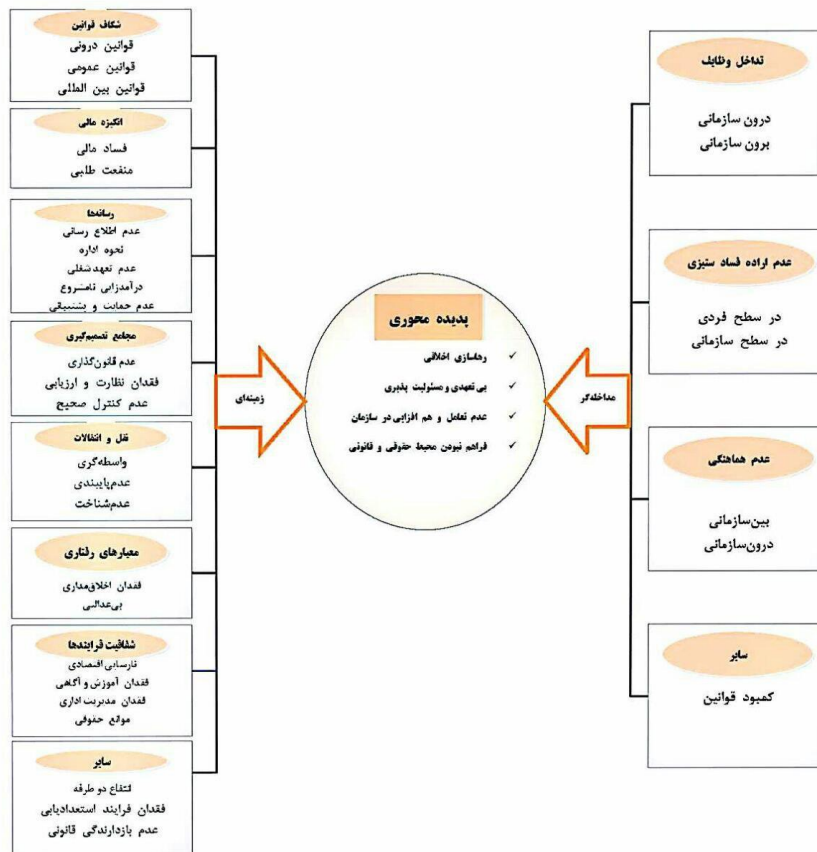 تداخل وظایف
درون سازمانی
برون سازمانی
عدم اراده فساد ستیزی
در سطح فردی
در سطح سازمانی
عدم هماهنگی
بین‌سازمانی
درون‌سازمانی
سایر
کمبود قوانین
مداخله‌گر
پدیده محوری
✓ رهاسازی اخلاقی
✓ بی‌تعهدی و مسئولیت پذیری
✓ عدم تعامل و هم افزایی در سازمان
✓ فراهم نبودن محیط حقوقی و قانونی
زمینه‌ای
شکاف قوانین
قوانین درونی
قوانین عمومی
قوانین بین المللی
انگیزه مالی
فساد مالی
منفعت طلبی
رسانه‌ها
عدم اطلاع رسانی
نحوه اداره
عدم تعهد شغلی
درآمدزایی نامشروع
عدم حمایت و پشتیبانی
مجامع تصمیم‌گیری
عدم قانون‌گذاری
فقدان نظارت و ارزیابی
عدم کنترل صحیح
نقل و انتقالات
واسطه‌گری
عدم‌پایبندی
عدم‌شناخت
معیارهای رفتاری
فقدان اخلاق‌مداری
بی‌عدالتی
شفافیت فرایندها
نارسایی اقتصادی
فقدان آموزش و آگاهی
فقدان مدیریت اداری
موانع حقوقی
سایر
انتفاع دو طرفه
فقدان فرایند استعدادیابی
عدم بازدارندگی قانونی